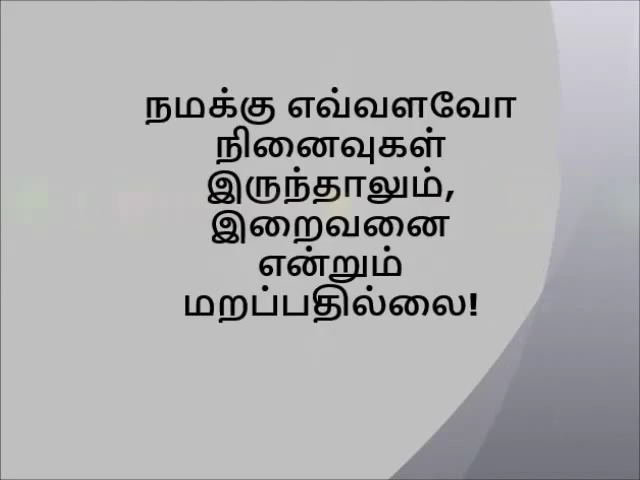 நமக்கு எவ்வளவோ
நினைவுகள்
இருந்தாலும்,
இறைவனை
என்றும்
மறப்பதில்லை!